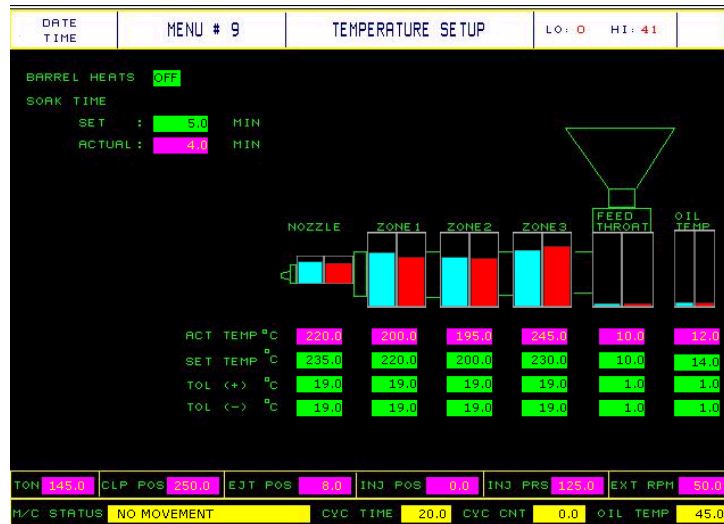 DATE
TIME
MENU # 9
TEMPERATURE SETUP
LO: 0 HI: 41
BARREL HEATS OFF
SOAK TIME
SET : 5.0 MIN
ACTUAL : 4.0 MIN
NOZZLE ZONE1 ZONE2 ZONE3 FEED THROAT OIL TEMP
ACT TEMP °C 220.0 200.0 195.0 245.0 10.0 12.0
SET TEMP °C 235.0 220.0 200.0 230.0 10.0 14.0
TOL (+) °C 19.0 19.0 19.0 19.0 1.0 1.0
TOL (-) °C 19.0 19.0 19.0 19.0 1.0 1.0
TON 145.0 CLP POS 250.0 EJT POS 8.0 INJ POS 0.0 INJ PRS 125.0 EXT RPM 50.0
M/C STATUS NO MOVEMENT CYC TIME 20.0 CYC CNT 0.0 OIL TEMP 45.0